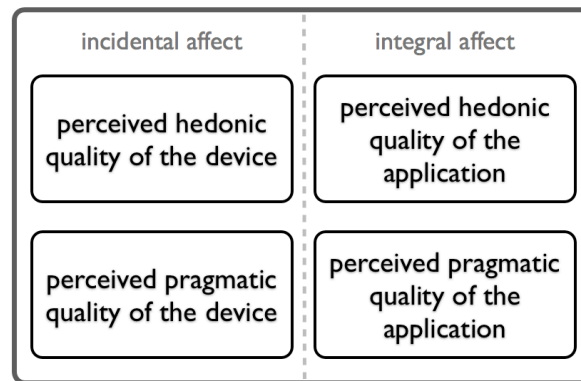 incidental affect
integral affect
perceived hedonic
quality of the device
perceived hedonic
quality of the
application
perceived pragmatic
quality of the device
perceived pragmatic
quality of the
application